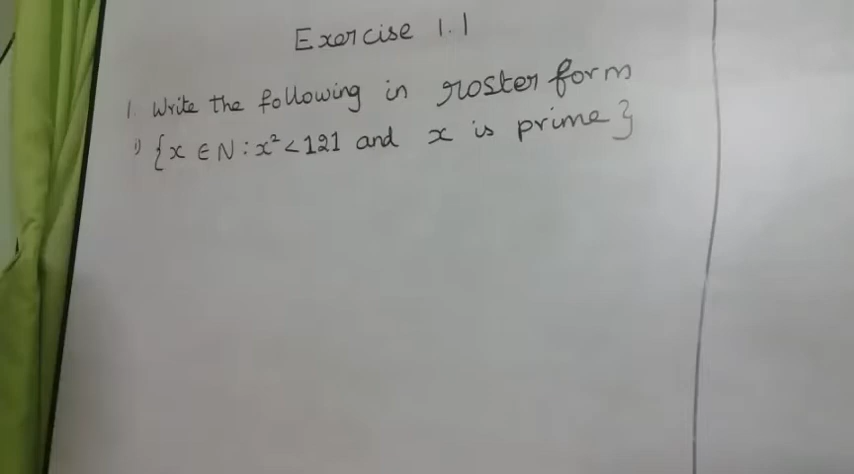 Exercise 1.1
1. Write the following in roster form
i) {x ∈ N : x² < 121 and x is prime}